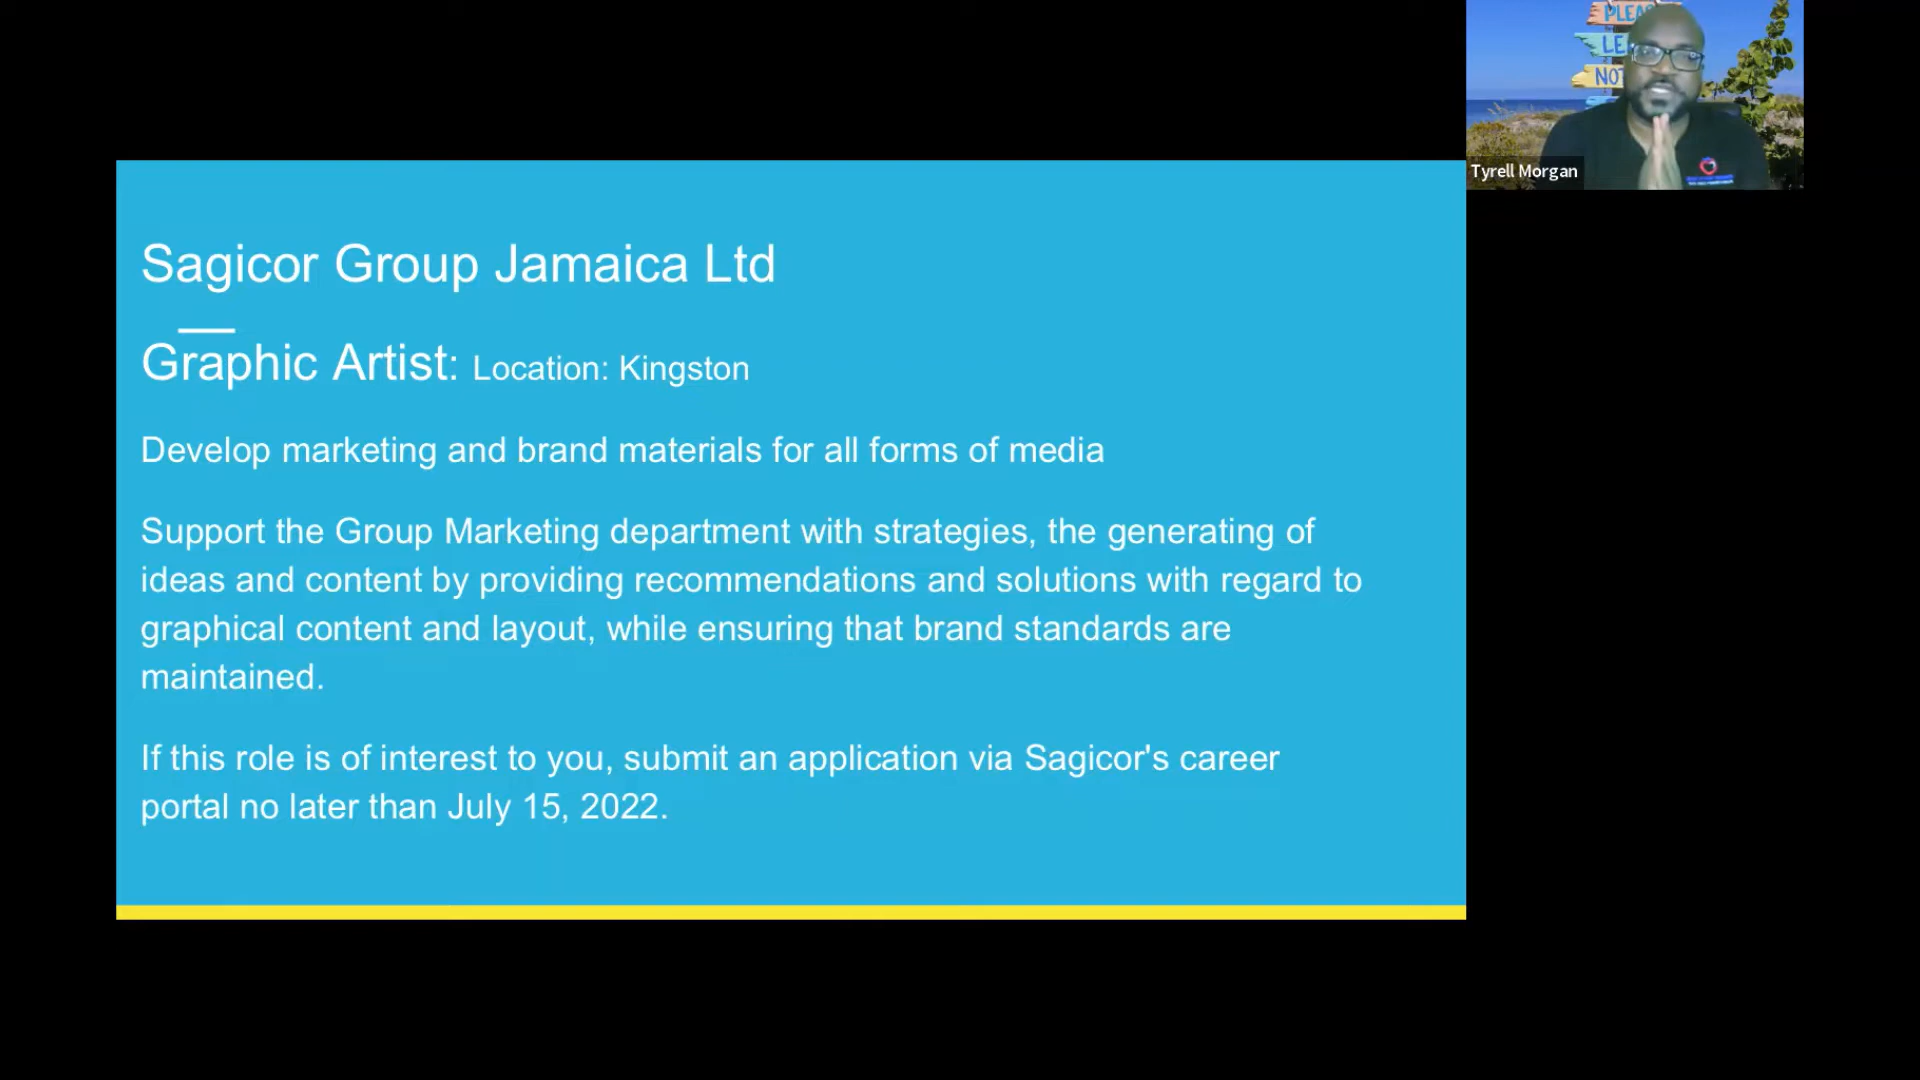 PLEA
LE
NOT
Tyrell Morgan
Sagicor Group Jamaica Ltd
Graphic Artist: Location: Kingston
Develop marketing and brand materials for all forms of media
Support the Group Marketing department with strategies, the generating of
ideas and content by providing recommendations and solutions with regard to
graphical content and layout, while ensuring that brand standards are
maintained.
If this role is of interest to you, submit an application via Sagicor's career
portal no later than July 15, 2022.